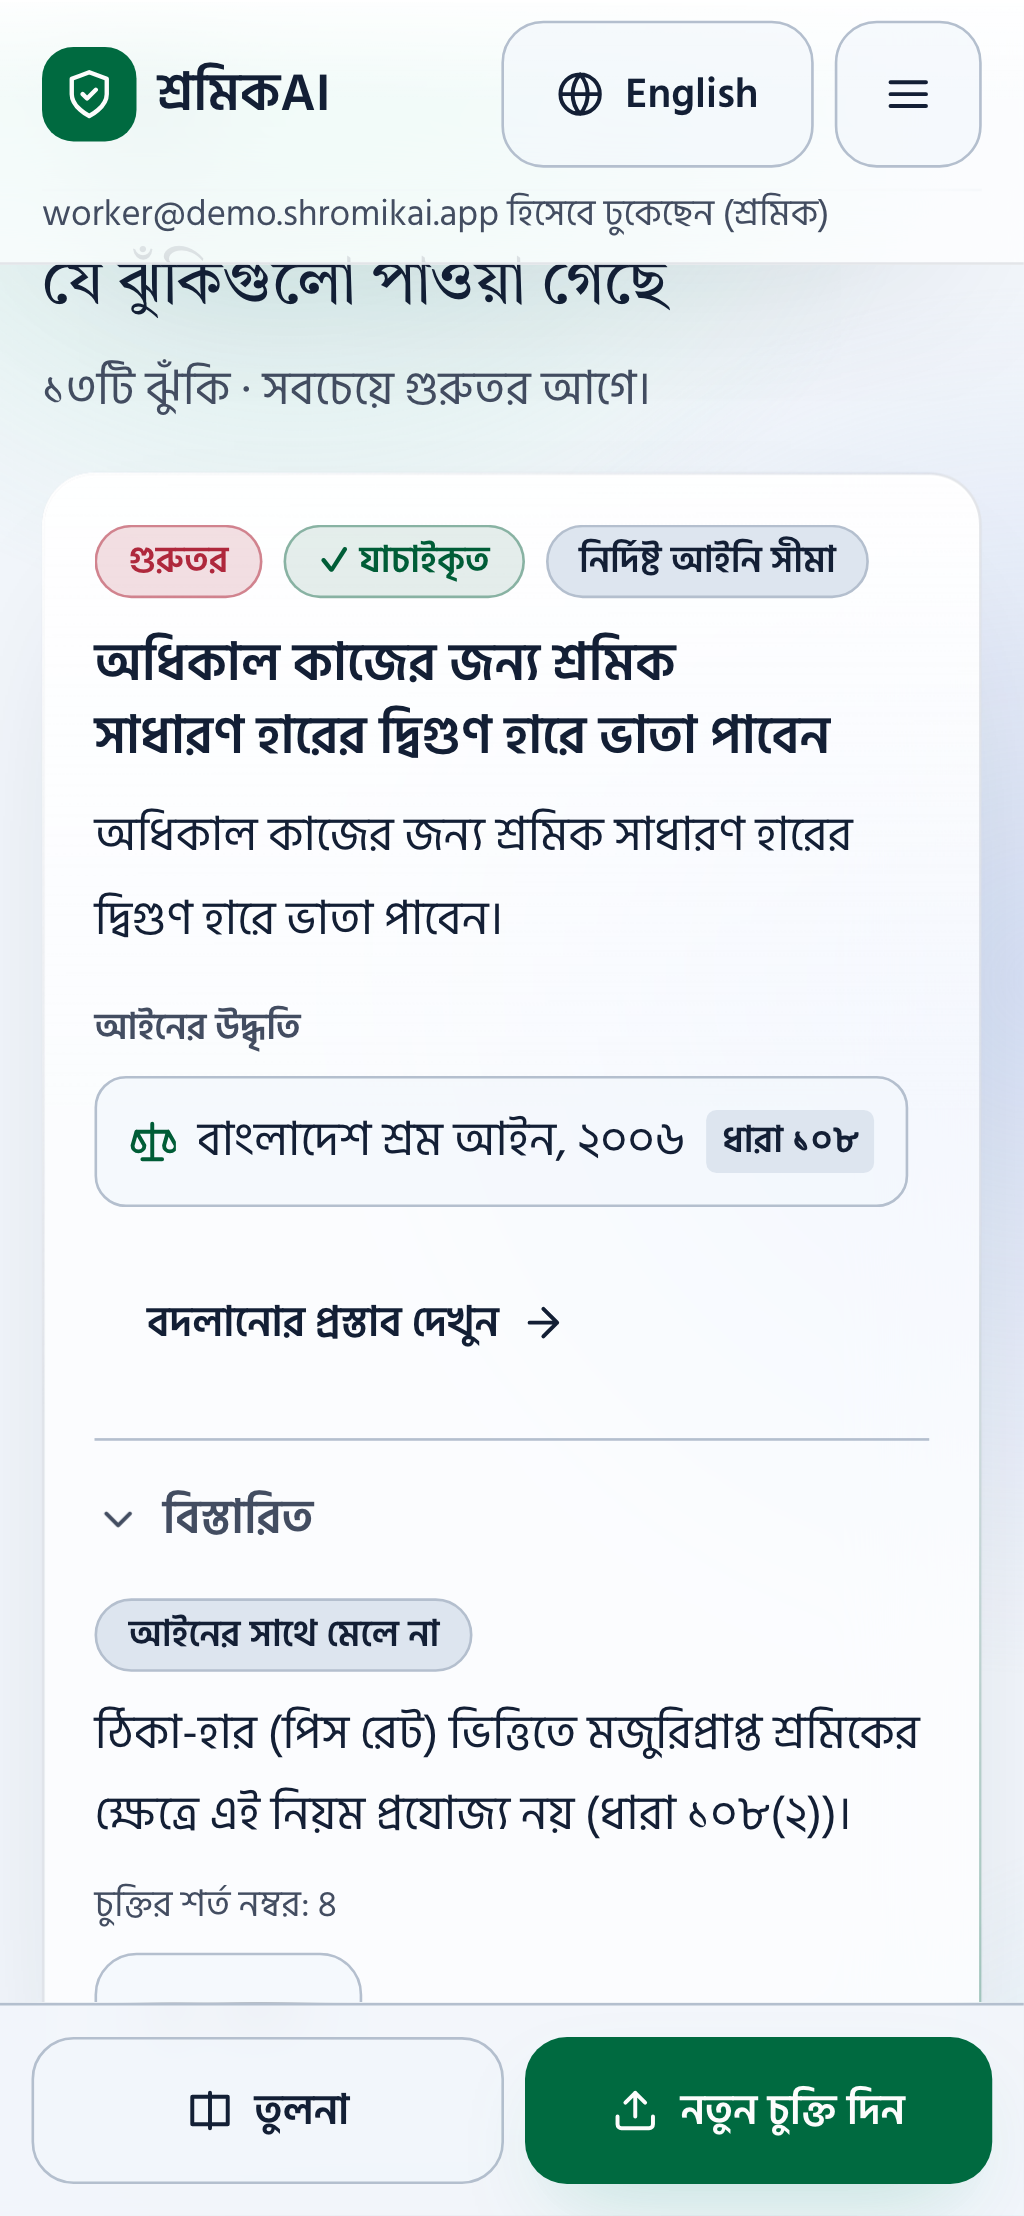 শ্রমিকAI
English
worker@demo.shromikai.app হিসেবে ঢুকেছেন (শ্রমিক)
যে ঝুঁকিগুলো পাওয়া গেছে
১৩টি ঝুঁকি · সবচেয়ে গুরুতর আগে।
গুরুতর
✓ যাচাইকৃত
নির্দিষ্ট আইনি সীমা
অধিকাল কাজের জন্য শ্রমিক
সাধারণ হারের দ্বিগুণ হারে ভাতা পাবেন
অধিকাল কাজের জন্য শ্রমিক সাধারণ হারের
দ্বিগুণ হারে ভাতা পাবেন।
আইনের উদ্ধৃতি
বাংলাদেশ শ্রম আইন, ২০০৬ ধারা ১০৮
বদলানোর প্রস্তাব দেখুন →
বিস্তারিত
আইনের সাথে মেলে না
ঠিকা-হার (পিস রেট) ভিত্তিতে মজুরিপ্রাপ্ত শ্রমিকের
ক্ষেত্রে এই নিয়ম প্রযোজ্য নয় (ধারা ১০৮(২))।
চুক্তির শর্ত নম্বর: ৪
তুলনা
নতুন চুক্তি দিন